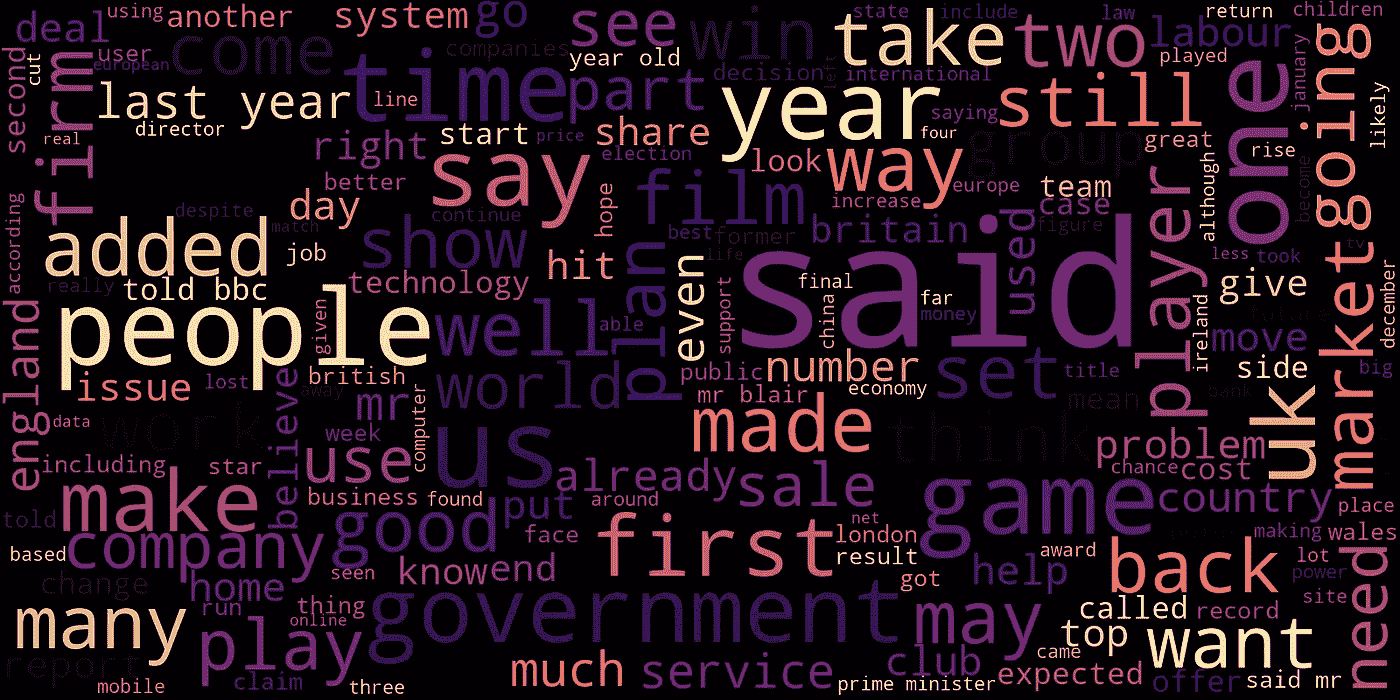 deal
using
another
system
go
see
win
take
two
state
include
law
labour
return
children
second
cut
firm
user
european
come
companies
time
year old
part
decision
left
international
played
one
january
going
likely
last year
director
line
real
right
start
price
share
election
year
saying
four
still
group
great
although
rise
become
better
say
look
way
europe
increase
team
case
figure
player
according
despite
match
day
continue
hope
film
best
former
life
britain
used
less
took
tv
added
job
show
hit
plan
said
final
far
money
china
give
future
december
really
told bbc
technology
even
support
ireland
market
people
given
well
able
move
england
issue
lost
british
away
world
public
number
economy
set
title
side
big
bank
uk
data
work
believe
mr
computer
mr blair
made
think
mean
problem
week
us
including
star
use
already
sale
game
chance
cost
country
place
make
business
found
put
around
told
good
face
first
net
london
result
making
wales
based
company
seen
know
end
got
award
help
back
lot
power
need
change
home
many
run
thing
online
government
may
called
record
site
play
top
came
want
report
mobile
claim
three
much
service
club
prime minister
expected
offer
said mr